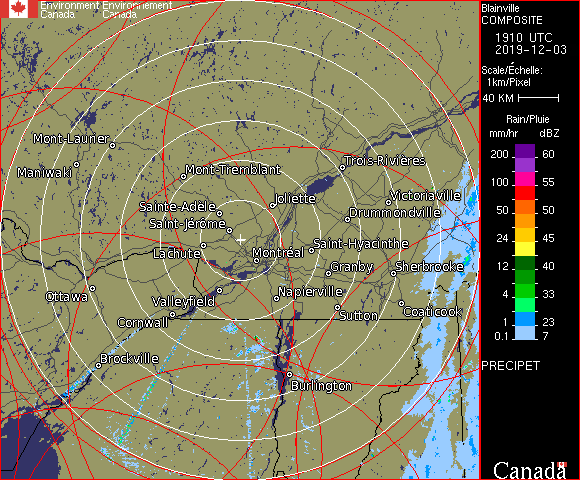 Environment Environnement
Canada Canada
Blainville
COMPOSITE
1910 UTC
2019-12-03
Scale/Échelle:
1km/Pixel
40 KM
Rain/Pluie
mm/hr dBZ
200 60
100 55
50 50
24 45
12 40
4 33
1 23
0.1 7
PRECIPET
Canada
Mont-Laurier
Maniwaki
Mont-Tremblant
Trois-Rivières
Joliette
Victoriaville
Sainte-Adèle
Drummondville
Saint-Jérôme
Lachute
Montréal
Saint-Hyacinthe
Granby
Sherbrooke
Ottawa
Valleyfield
Napierville
Cornwall
Sutton
Coaticook
Brockville
Burlington